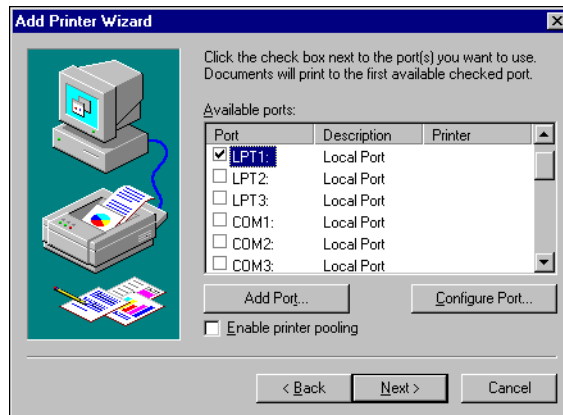 Add Printer Wizard
Click the check box next to the port(s) you want to use.
Documents will print to the first available checked port.
Available ports:
Port Description Printer
LPT1: Local Port
LPT2: Local Port
LPT3: Local Port
COM1: Local Port
COM2: Local Port
COM3: Local Port
Add Port... Configure Port...
Enable printer pooling
< Back Next > Cancel